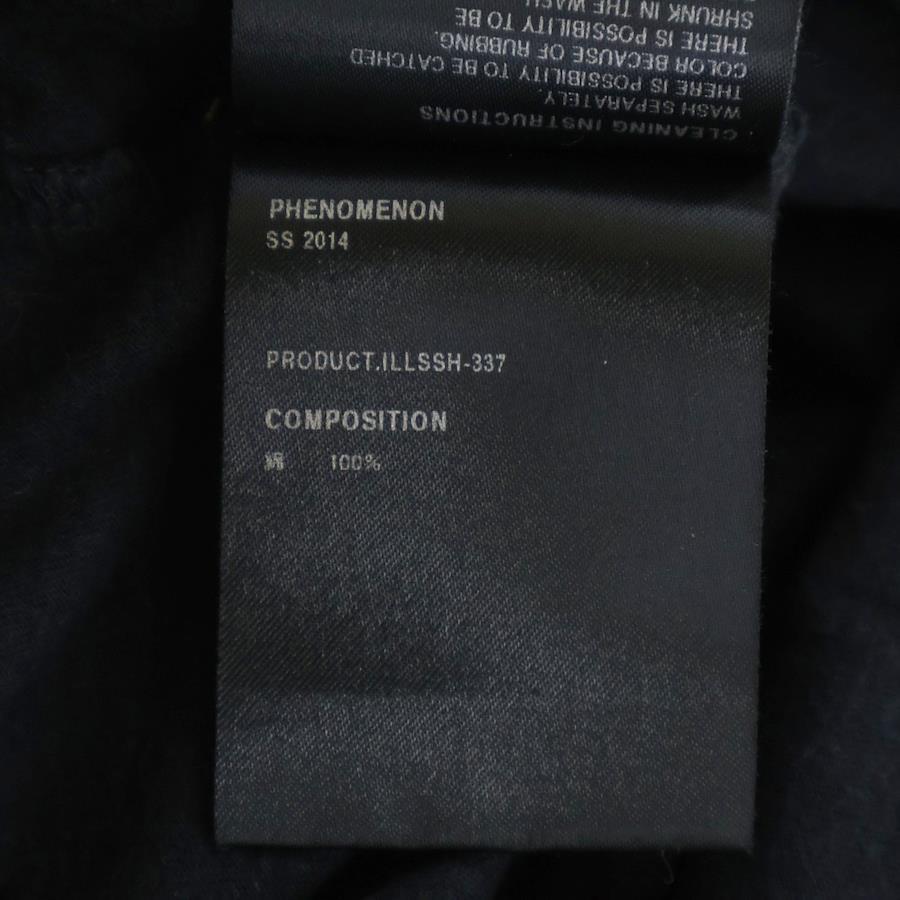 SHRUNK IN THE WASH
THERE IS POSSIBILITY TO BE
COLOR BECAUSE OF RUBBING.
THERE IS POSSIBILITY TO BE CATCHED
WASH SEPARATELY.
CLEANING INSTRUCTIONS
PHENOMENON
SS 2014
PRODUCT.ILLSSH-337
COMPOSITION
綿 100%